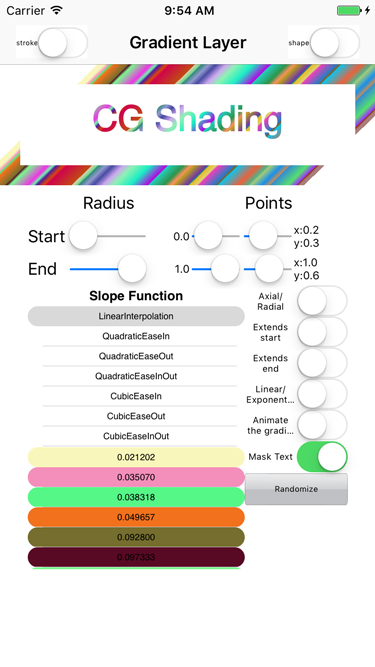 Carrier 9:54 AM
stroke Gradient Layer shape
CG Shading
Radius Points
Start 0.0 x:0.2
y:0.3
End 1.0 x:1.0
y:0.6
Slope Function
LinearInterpolation
QuadraticEaseIn
QuadraticEaseOut
QuadraticEaseInOut
CubicEaseIn
CubicEaseOut
CubicEaseInOut
0.021202
0.035070
0.038318
0.049657
0.092800
0.097333
Axial/
Radial
Extends
start
Extends
end
Linear/
Exponent...
Animate
the gradi...
Mask Text
Randomize